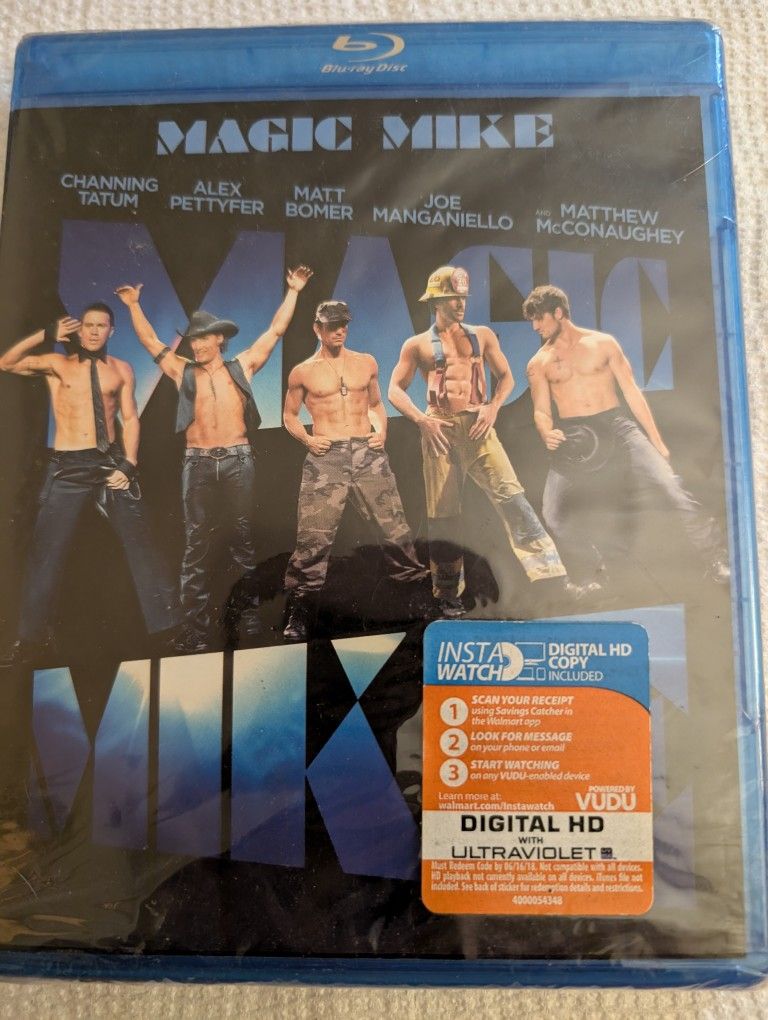 Blu-ray Disc
MAGIC MIKE
CHANNING TATUM
ALEX PETTYFER
MATT BOMER
JOE MANGANIELLO
AND MATTHEW McCONAUGHEY
MAGIC
MIKE
INSTA WATCH
DIGITAL HD COPY INCLUDED
1 SCAN YOUR RECEIPT
using Savings Catcher in
the Walmart app
2 LOOK FOR MESSAGE
on your phone or email
3 START WATCHING
on any VUDU-enabled device
Learn more at:
walmart.com/Instawatch
POWERED BY
VUDU
DIGITAL HD
WITH
ULTRAVIOLET
Must Redeem Code by 06/16/18. Not compatible with all devices.
HD playback not currently available on all devices. iTunes file not
included. See back of sticker for redemption details and restrictions.
4000054348